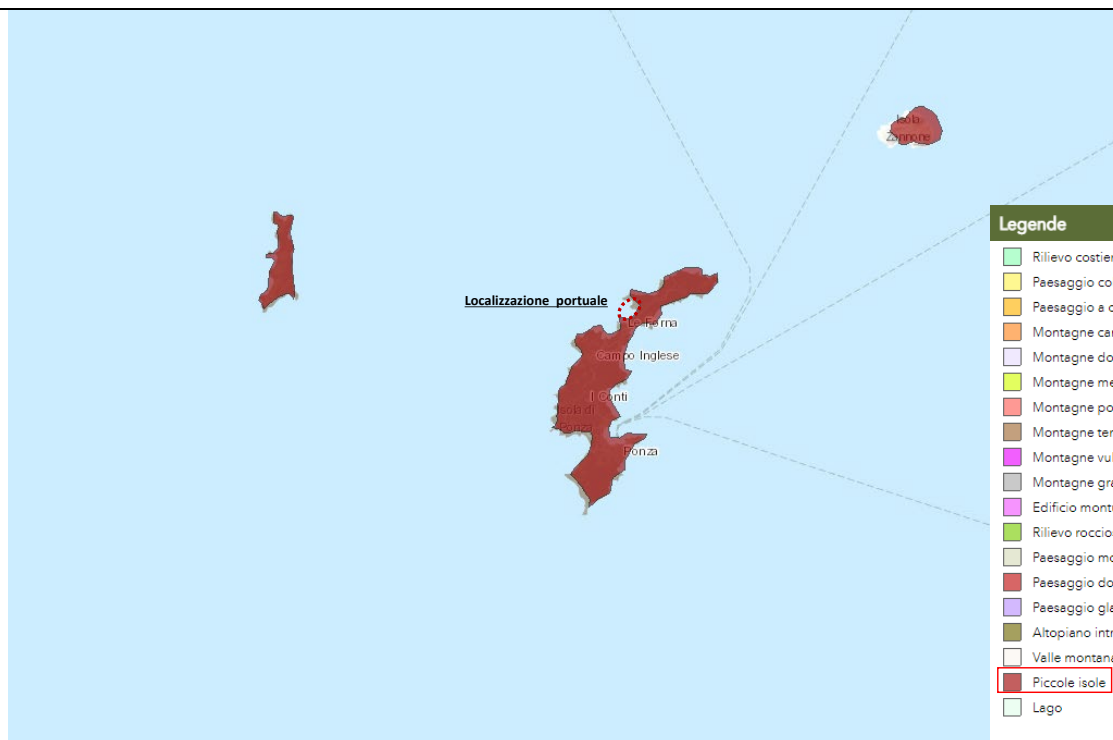 Isola
Zannone
Localizzazione portuale
Le Forna
Campo Inglese
I Conti
Isola di
Ponza
Ponza
Legende
Rilievo costier
Paesaggio co
Paesaggio a c
Montagne car
Montagne do
Montagne me
Montagne po
Montagne ter
Montagne vul
Montagne gra
Edificio mont
Rilievo roccio
Paesaggio mo
Paesaggio do
Paesaggio gla
Altopiano intr
Valle montana
Piccole isole
Lago